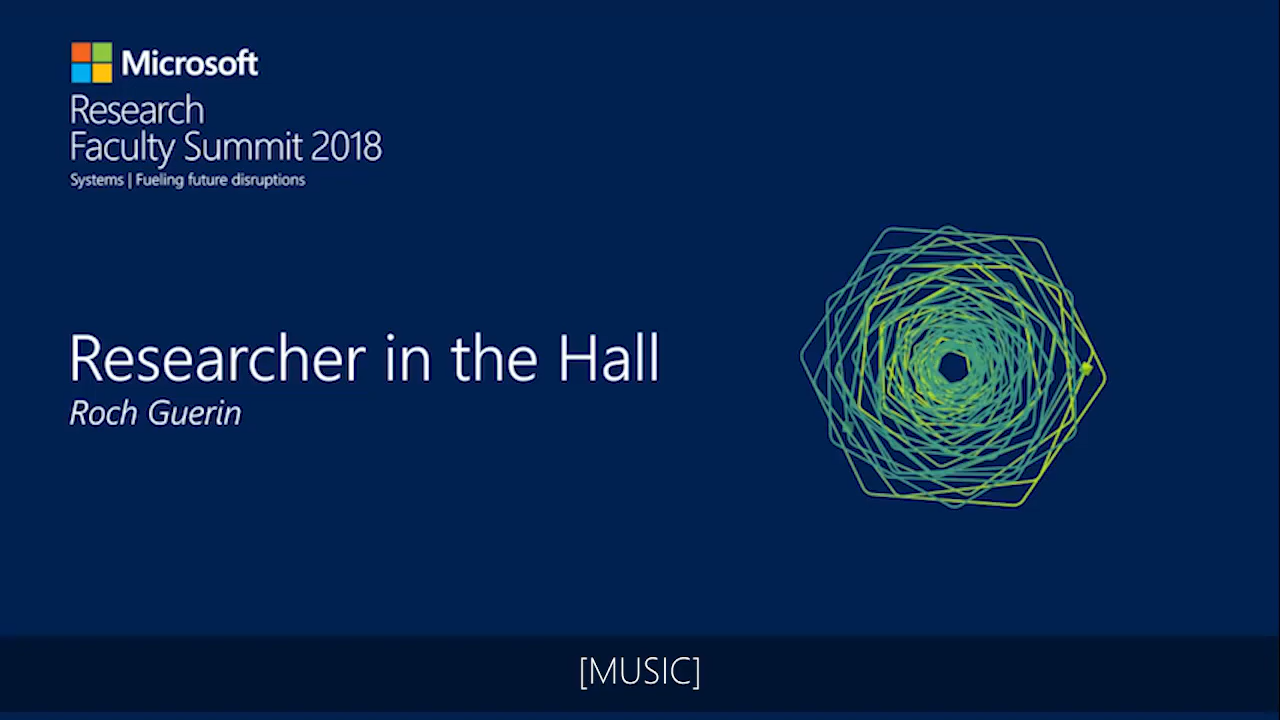 Microsoft
Research
Faculty Summit 2018
Systems | Fueling future disruptions
Researcher in the Hall
Roch Guerin
[MUSIC]